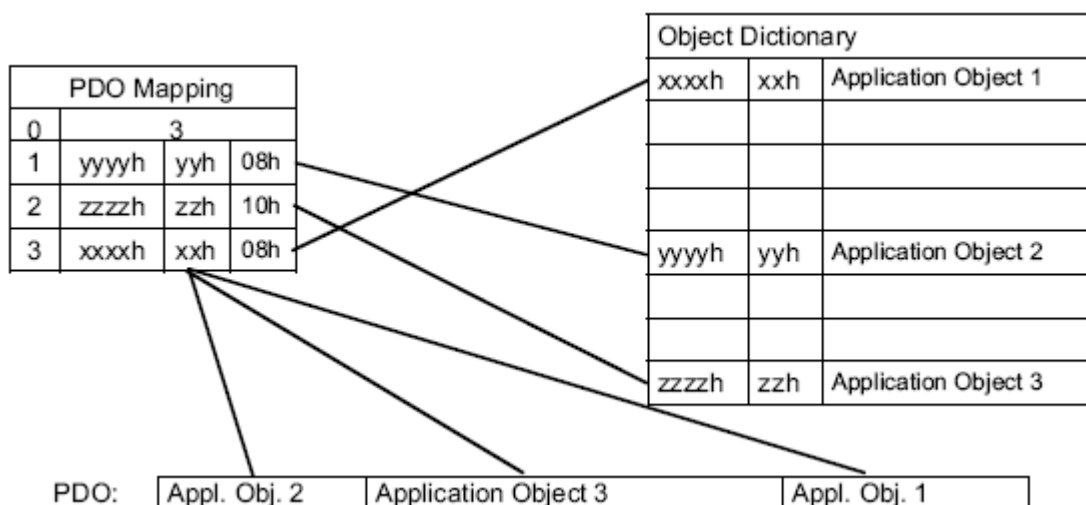 PDO Mapping
0 3
1 yyyyh yyh 08h
2 zzzzh zzh 10h
3 xxxxh xxh 08h
Object Dictionary
xxxxh xxh Application Object 1
yyyyh yyh Application Object 2
zzzzh zzh Application Object 3
PDO: Appl. Obj. 2 Application Object 3 Appl. Obj. 1